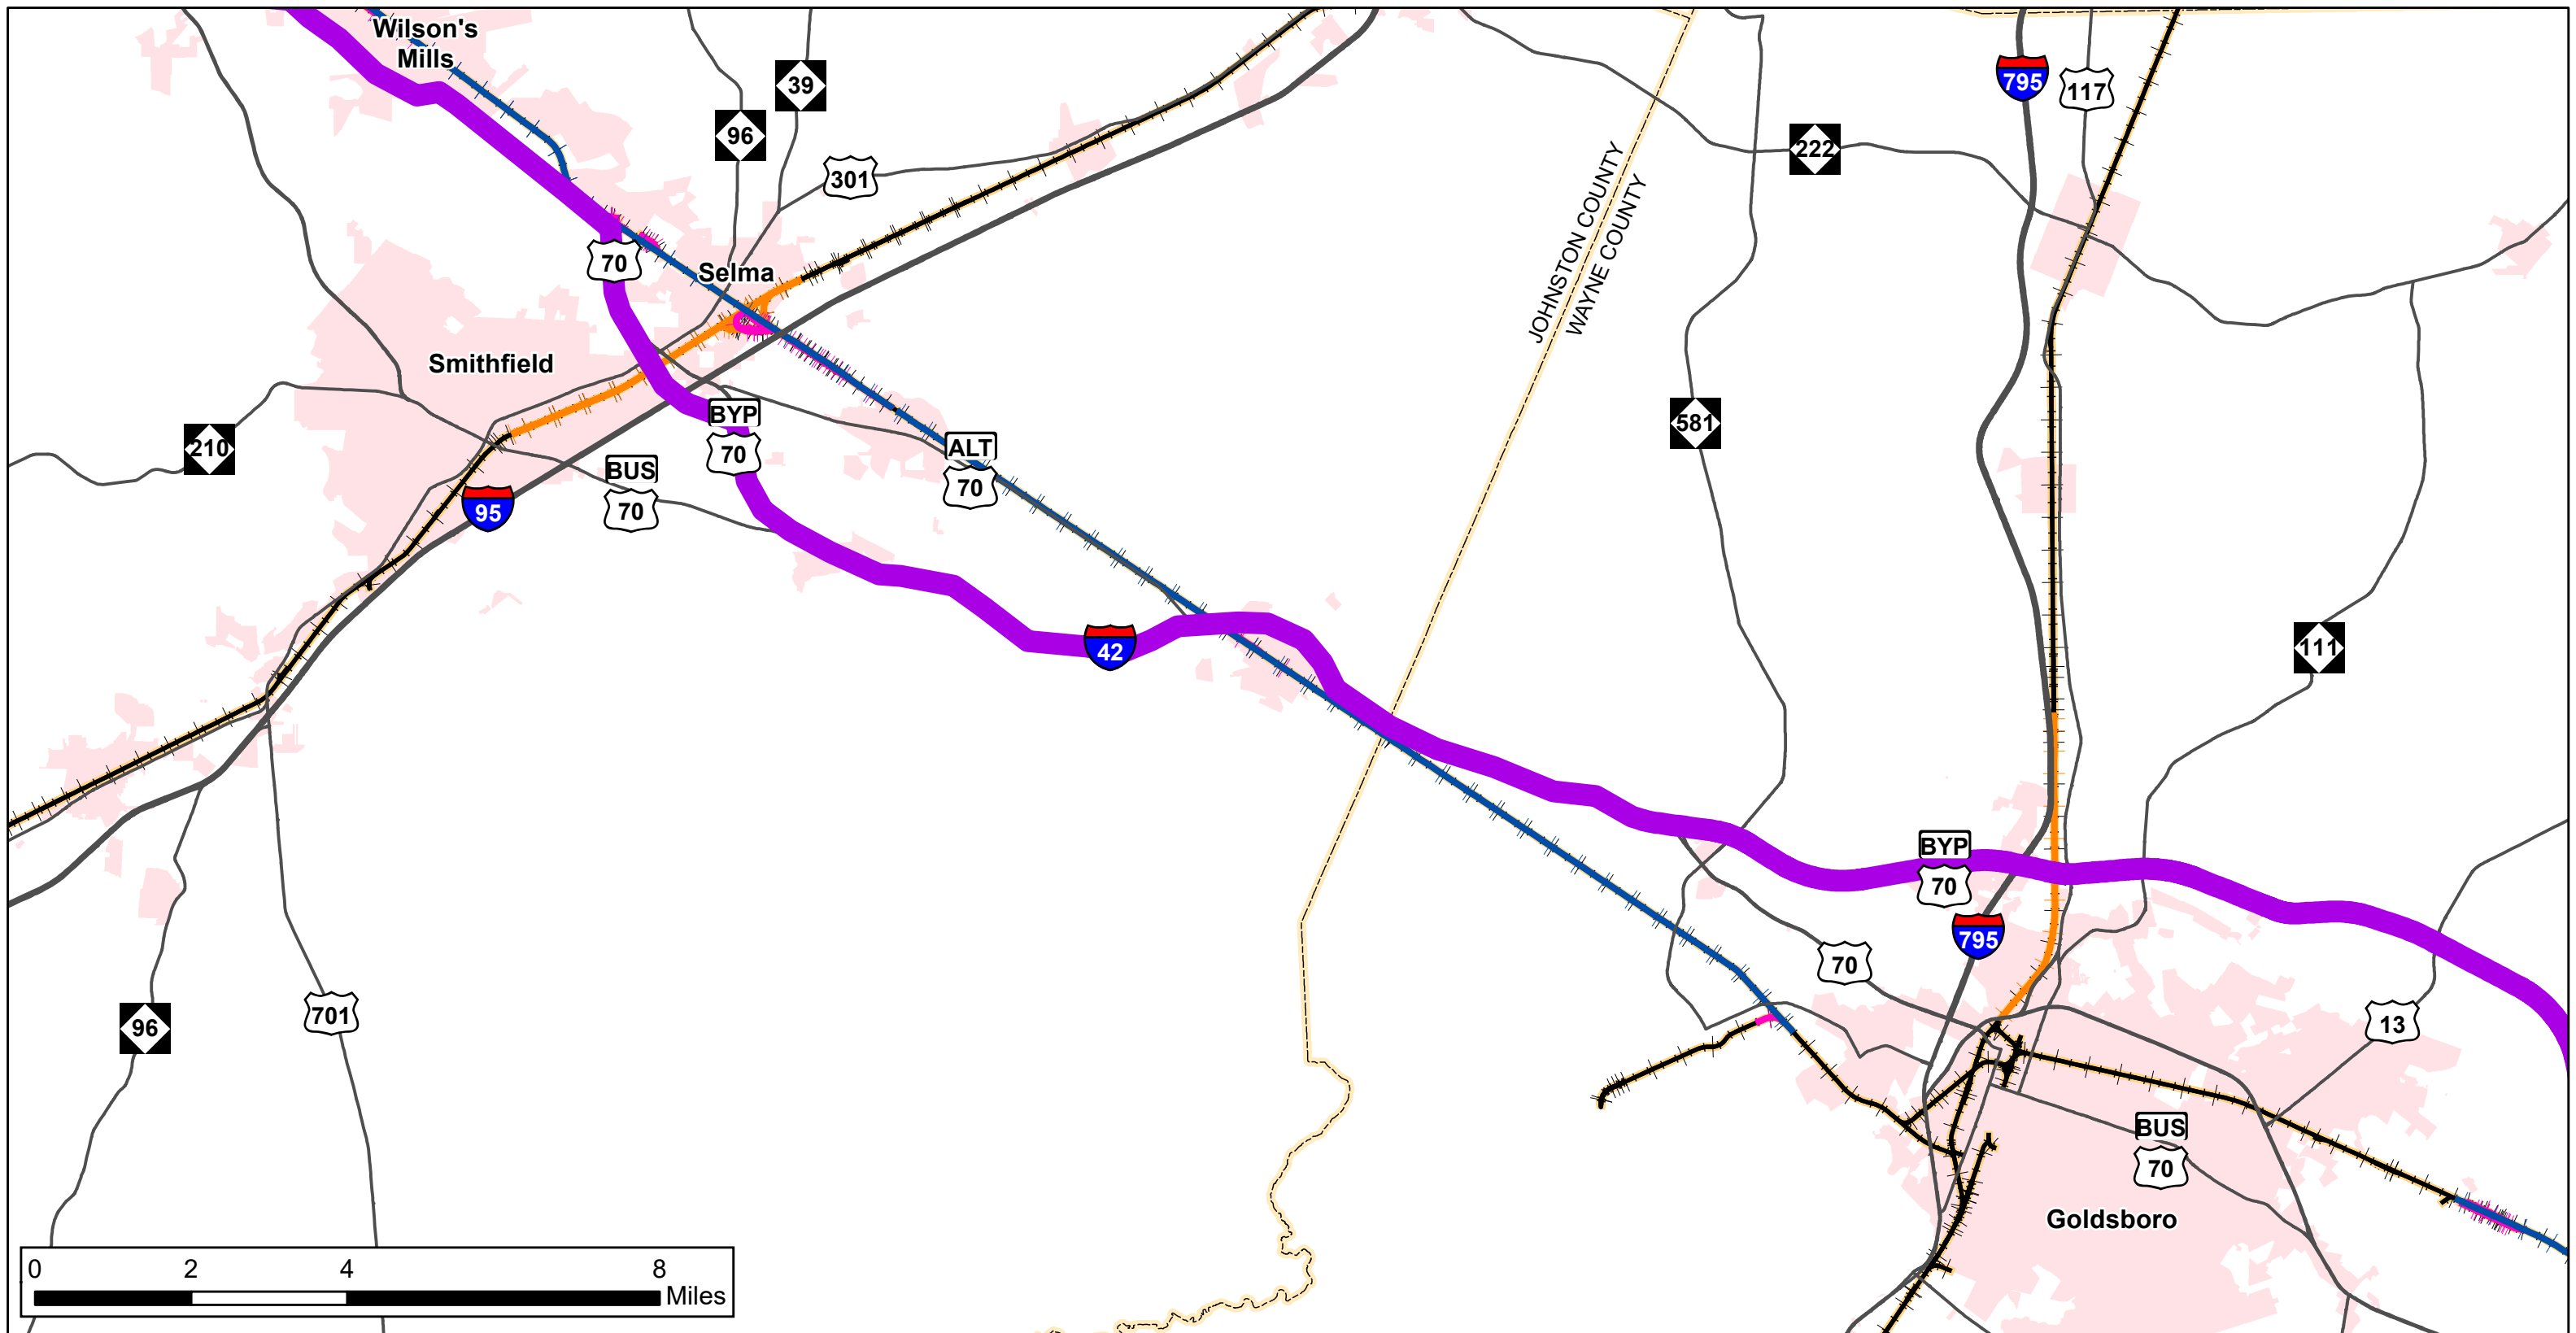 Wilson's
Mills
39
96
301
795
117
222
JOHNSTON COUNTY
WAYNE COUNTY
70
Selma
Smithfield
BYP
70
210
BUS
70
95
ALT
70
581
42
111
BYP
70
795
70
13
96
701
BUS
70
Goldsboro
0 2 4 8
Miles